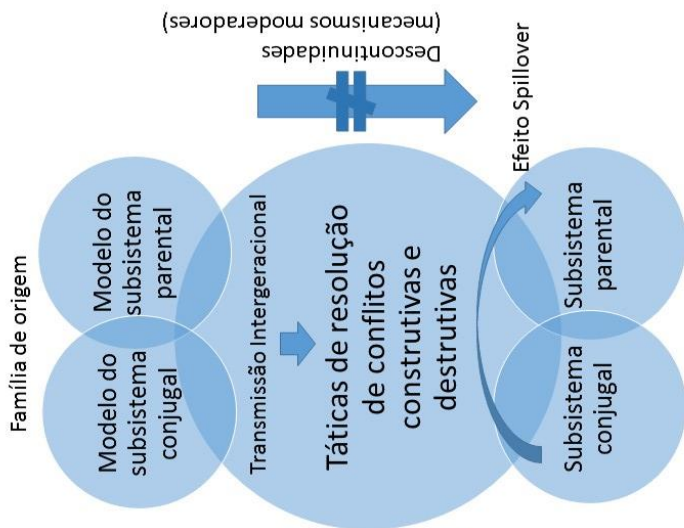 Família de origem
Modelo do
subsistema
conjugal
Modelo do
subsistema
parental
Transmissão Intergeracional
Táticas de resolução
de conflitos
construtivas e
destrutivas
Descontinuidades
(mecanismos moderadores)
Efeito Spillover
Subsistema
conjugal
Subsistema
parental